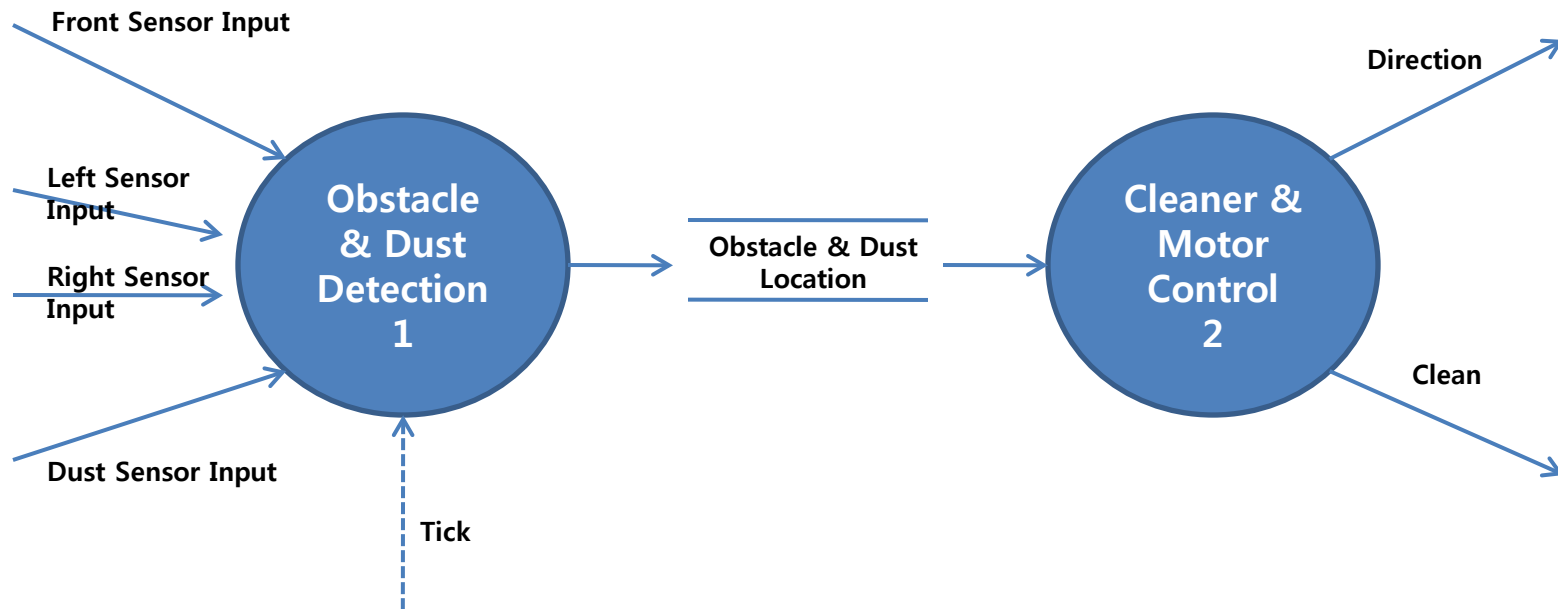 Front Sensor Input
Left Sensor
Input
Right Sensor
Input
Dust Sensor Input
Tick
Obstacle
& Dust
Detection
1
Obstacle & Dust
Location
Cleaner &
Motor
Control
2
Direction
Clean